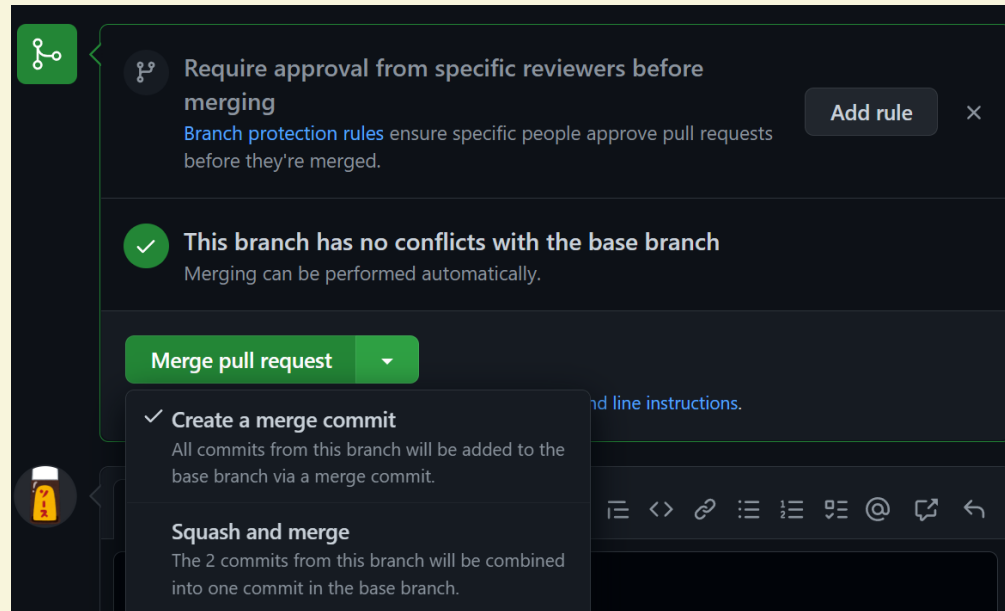 Require approval from specific reviewers before
merging
Branch protection rules ensure specific people approve pull requests
before they're merged.
Add rule
This branch has no conflicts with the base branch
Merging can be performed automatically.
Merge pull request
line instructions.
Create a merge commit
All commits from this branch will be added to the
base branch via a merge commit.
Squash and merge
The 2 commits from this branch will be combined
into one commit in the base branch.